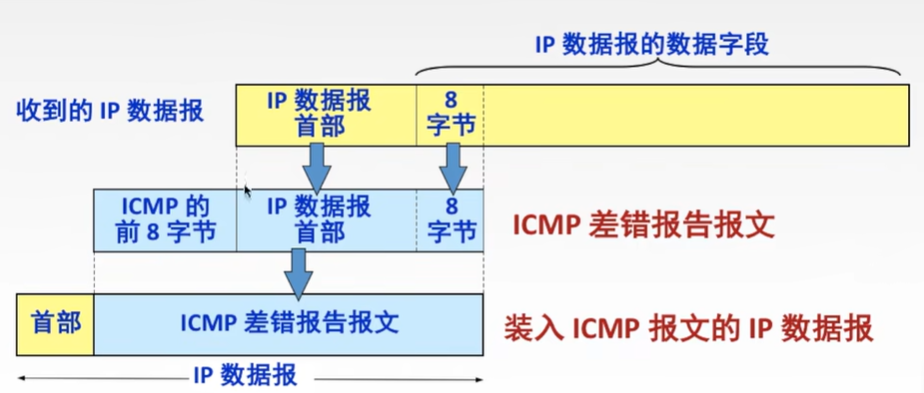 IP 数据报的数据字段
收到的 IP 数据报
IP 数据报
首部
8
字节
ICMP 的
前 8 字节
IP 数据报
首部
8
字节
ICMP 差错报告报文
首部
ICMP 差错报告报文
装入 ICMP 报文的 IP 数据报
IP 数据报